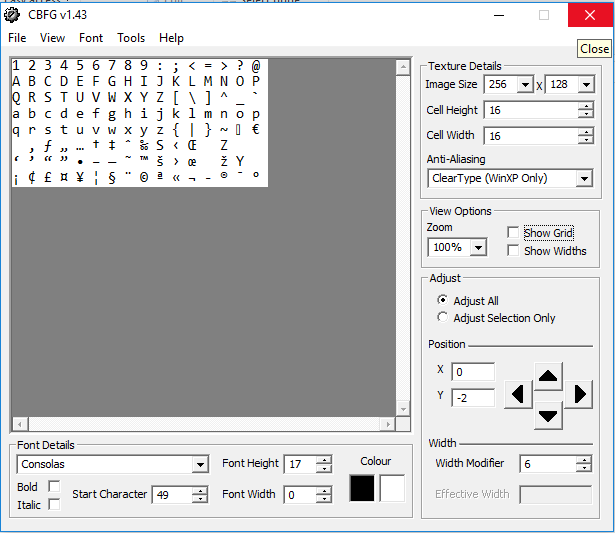 CBFG v1.43
File View Font Tools Help
Close
1 2 3 4 5 6 7 8 9 : ; < = > ? @
A B C D E F G H I J K L M N O P
Q R S T U V W X Y Z [ \ ] ^ _ `
a b c d e f g h i j k l m n o p
q r s t u v w x y z { | } ~ ▯ €
‚ ƒ „ … † ‡ ˆ ‰ Š ‹ Œ Z
‘ ’ “ ” • – — ˜ ™ š › œ ž Ÿ
¡ ¢ £ ¤ ¥ ¦ § ¨ © ª « ¬ - ® ¯ °
Texture Details
Image Size 256 X 128
Cell Height 16
Cell Width 16
Anti-Aliasing
ClearType (WinXP Only)
View Options
Zoom
100%
Show Grid
Show Widths
Adjust
Adjust All
Adjust Selection Only
Position
X 0
Y -2
Width
Width Modifier 6
Effective Width
Font Details
Consolas
Font Height 17
Colour
Bold
Italic
Start Character 49
Font Width 0